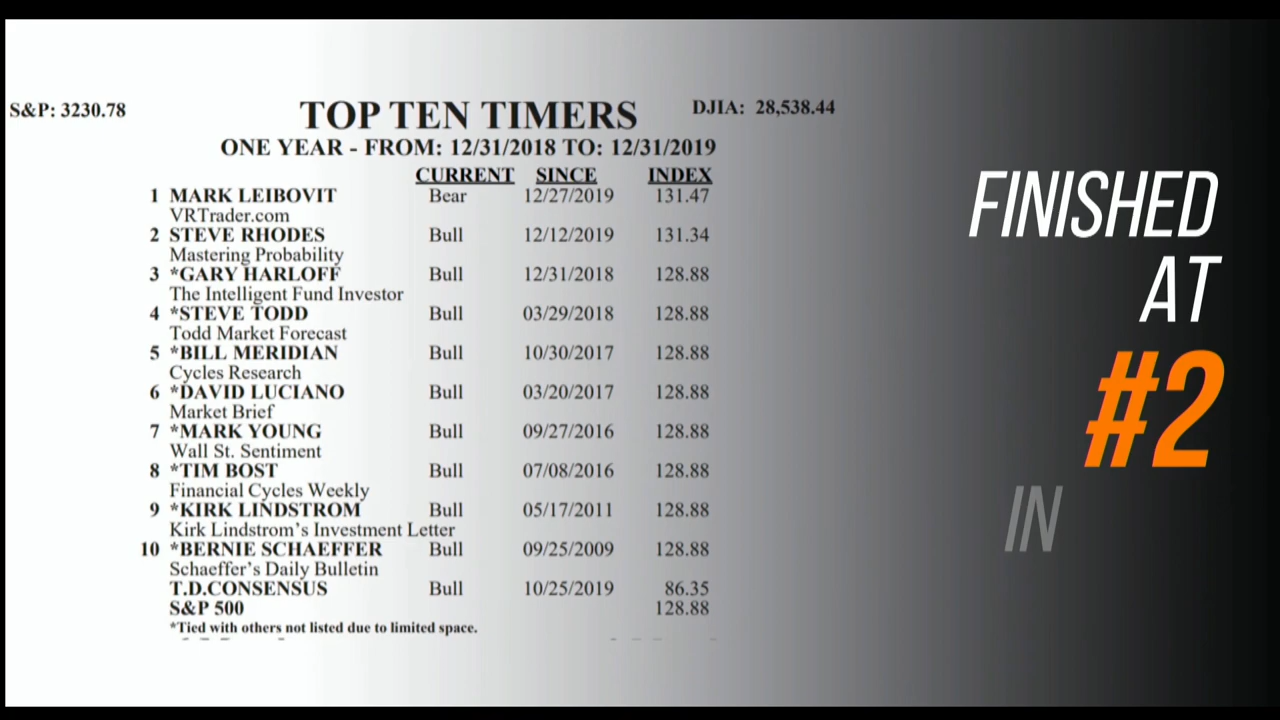 S&P: 3230.78
TOP TEN TIMERS
DJIA: 28,538.44
ONE YEAR - FROM: 12/31/2018 TO: 12/31/2019
CURRENT SINCE INDEX
1 MARK LEIBOVIT Bear 12/27/2019 131.47
VRTrader.com
2 STEVE RHODES Bull 12/12/2019 131.34
Mastering Probability
3 *GARY HARLOFF Bull 12/31/2018 128.88
The Intelligent Fund Investor
4 *STEVE TODD Bull 03/29/2018 128.88
Todd Market Forecast
5 *BILL MERIDIAN Bull 10/30/2017 128.88
Cycles Research
6 *DAVID LUCIANO Bull 03/20/2017 128.88
Market Brief
7 *MARK YOUNG Bull 09/27/2016 128.88
Wall St. Sentiment
8 *TIM BOST Bull 07/08/2016 128.88
Financial Cycles Weekly
9 *KIRK LINDSTROM Bull 05/17/2011 128.88
Kirk Lindstrom's Investment Letter
10 *BERNIE SCHAEFFER Bull 09/25/2009 128.88
Schaeffer's Daily Bulletin
T.D.CONSENSUS Bull 10/25/2019 86.35
S&P 500 128.88
*Tied with others not listed due to limited space.
FINISHED
AT
#2
IN